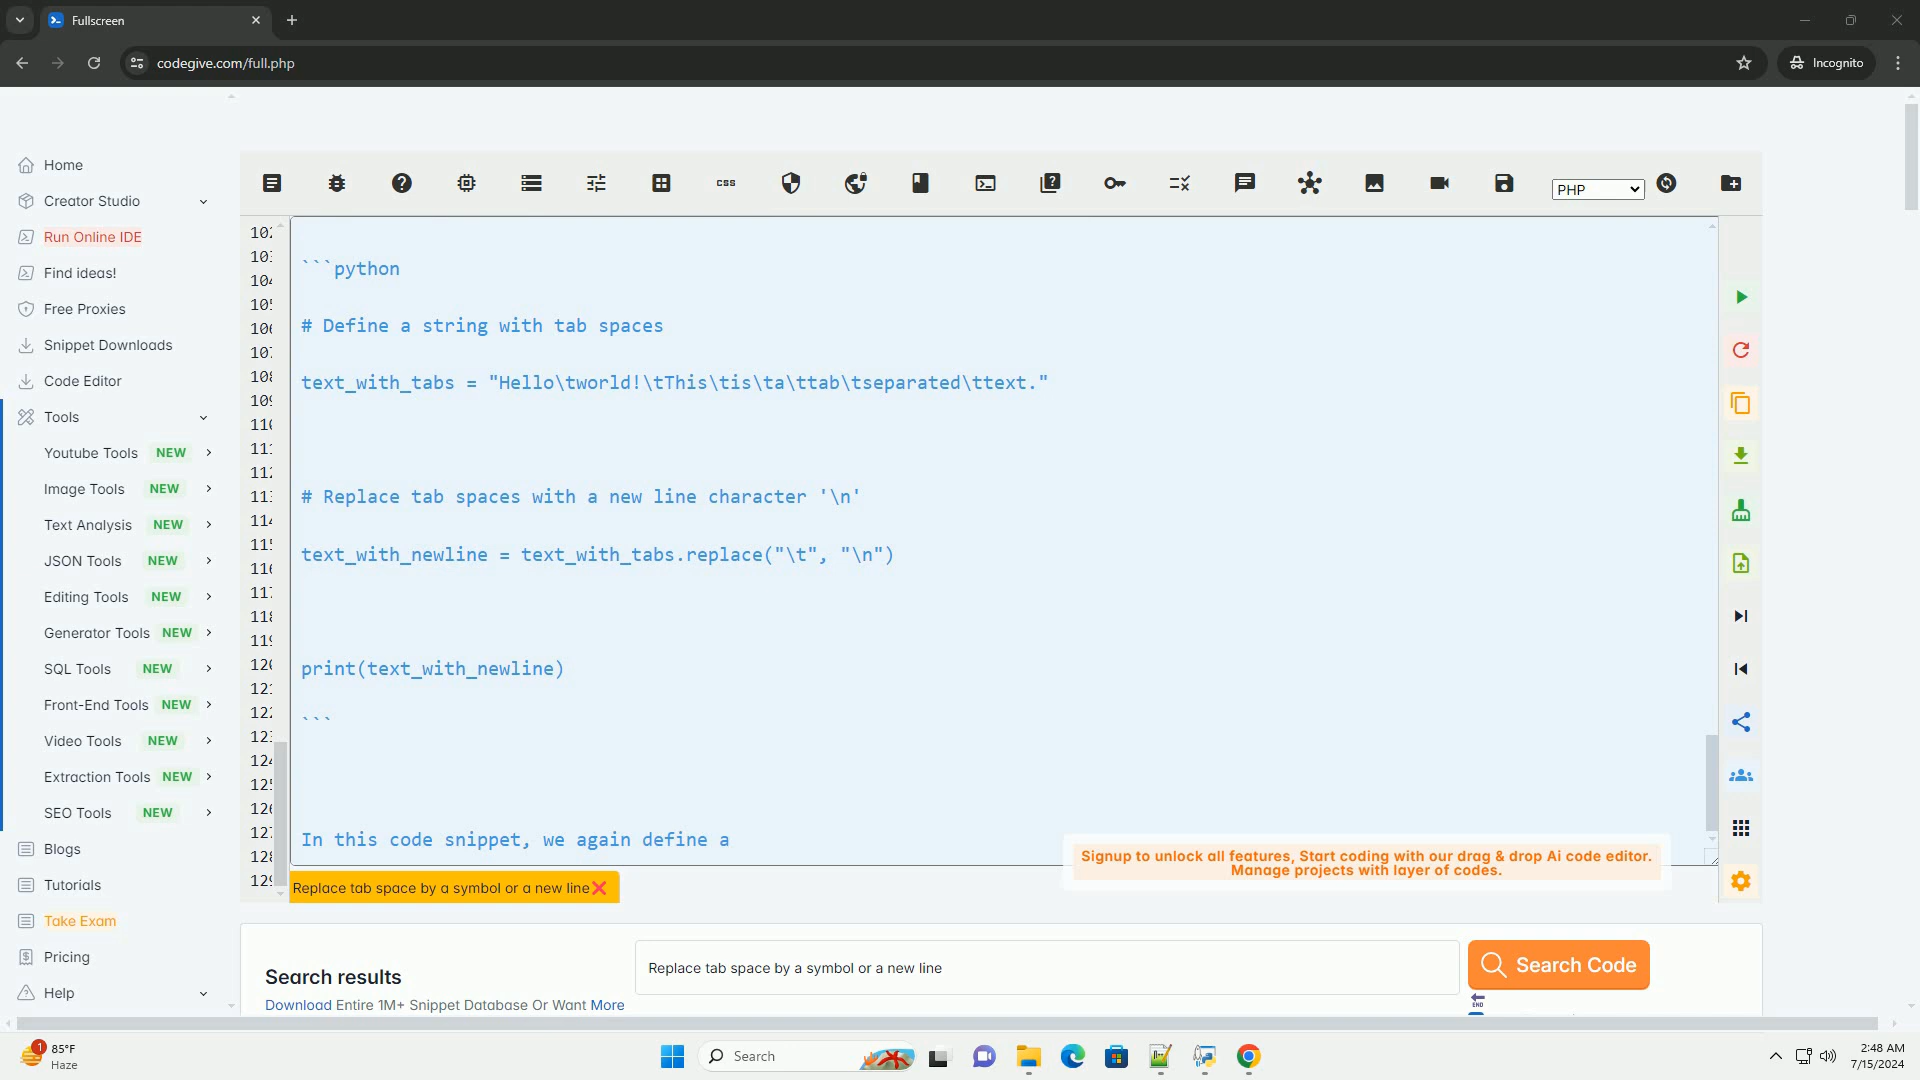 Fullscreen
codegive.com/full.php
Incognito
Home
Creator Studio
Run Online IDE
Find ideas!
Free Proxies
Snippet Downloads
Code Editor
Tools
Youtube Tools NEW
Image Tools NEW
Text Analysis NEW
JSON Tools NEW
Editing Tools NEW
Generator Tools NEW
SQL Tools NEW
Front-End Tools NEW
Video Tools NEW
Extraction Tools NEW
SEO Tools NEW
Blogs
Tutorials
Take Exam
Pricing
Help
css
PHP
```python
# Define a string with tab spaces
text_with_tabs = "Hello\tworld!\tThis\tis\ta\ttab\tseparated\ttext."
# Replace tab spaces with a new line character '\n'
text_with_newline = text_with_tabs.replace("\t", "\n")
print(text_with_newline)
```
In this code snippet, we again define a
Signup to unlock all features, Start coding with our drag & drop Ai code editor.
Manage projects with layer of codes.
Replace tab space by a symbol or a new line
Search results
Download Entire 1M+ Snippet Database Or Want More
Replace tab space by a symbol or a new line
Search Code
END
1
85°F
Haze
Search
2:48 AM
7/15/2024